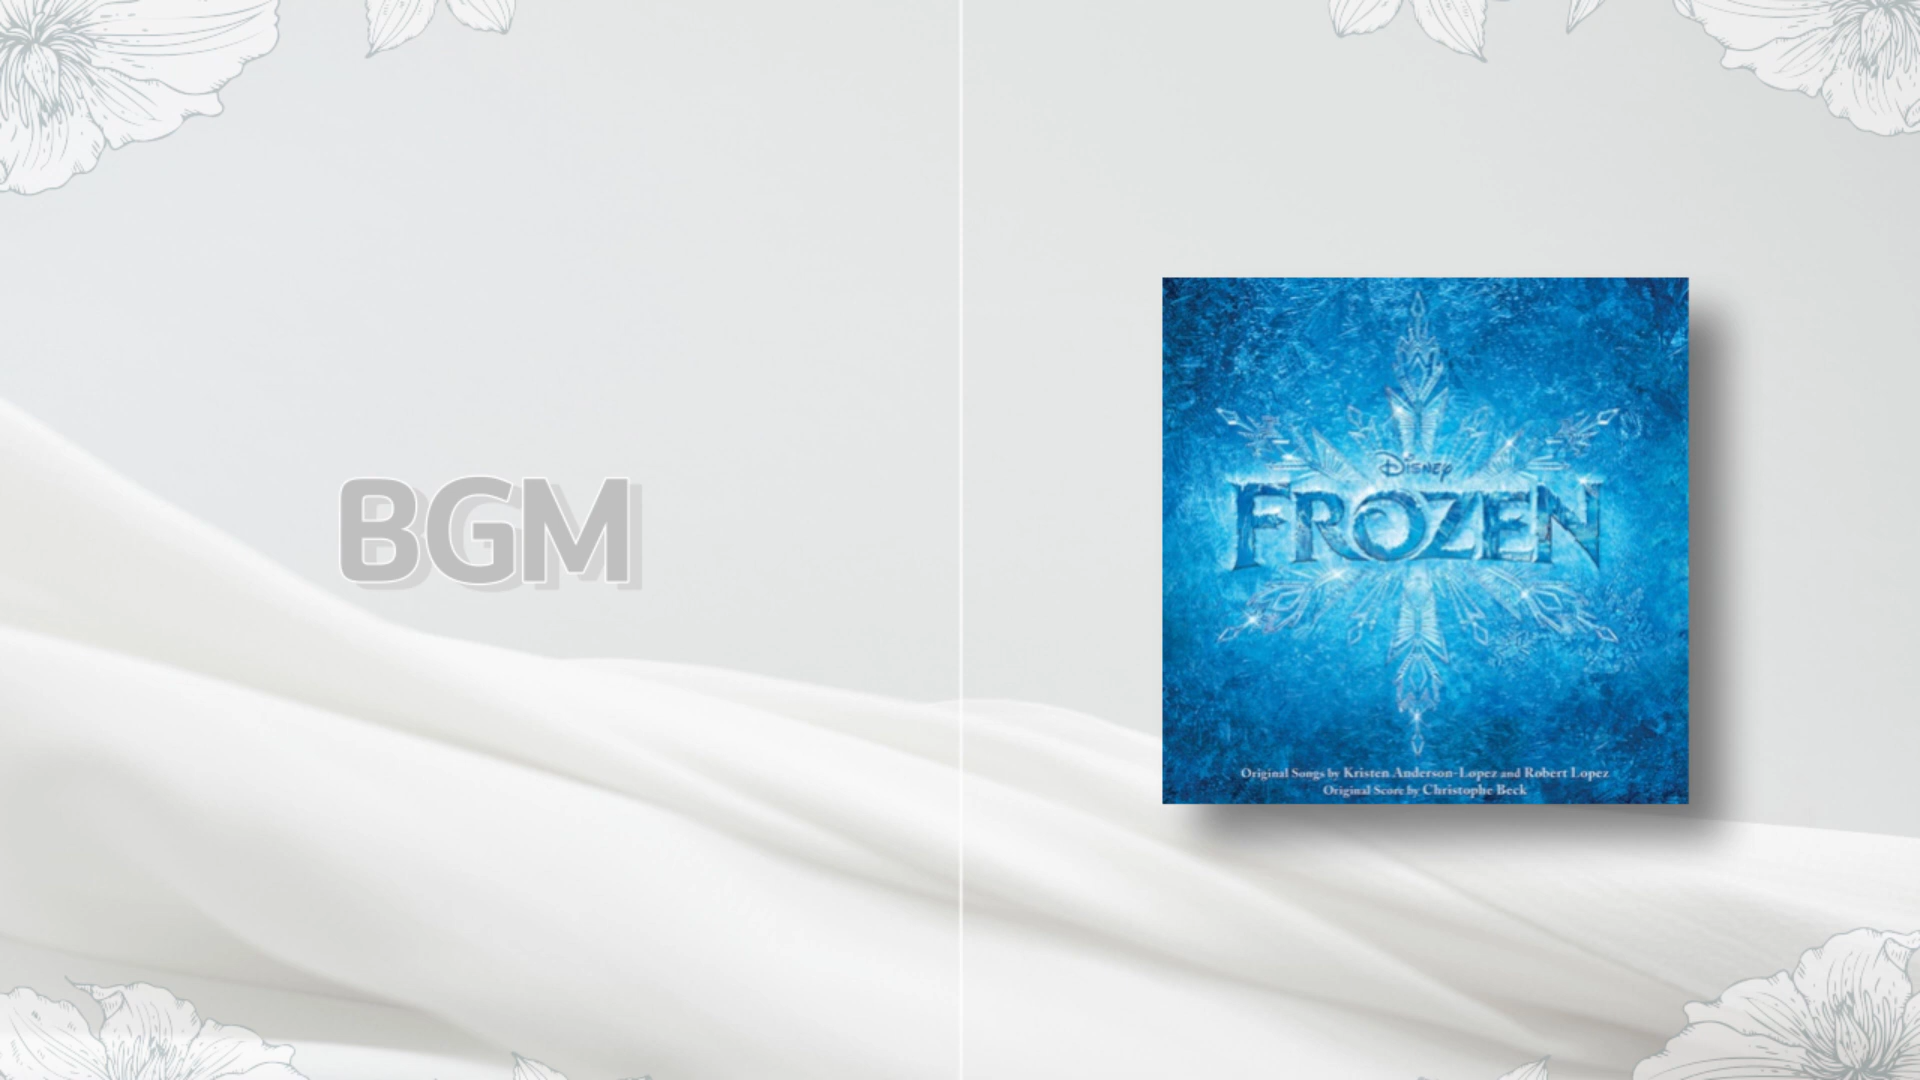 BGM
Disney
FROZEN
Original Songs by Kristen Anderson-Lopez and Robert Lopez
Original Score by Christophe Beck